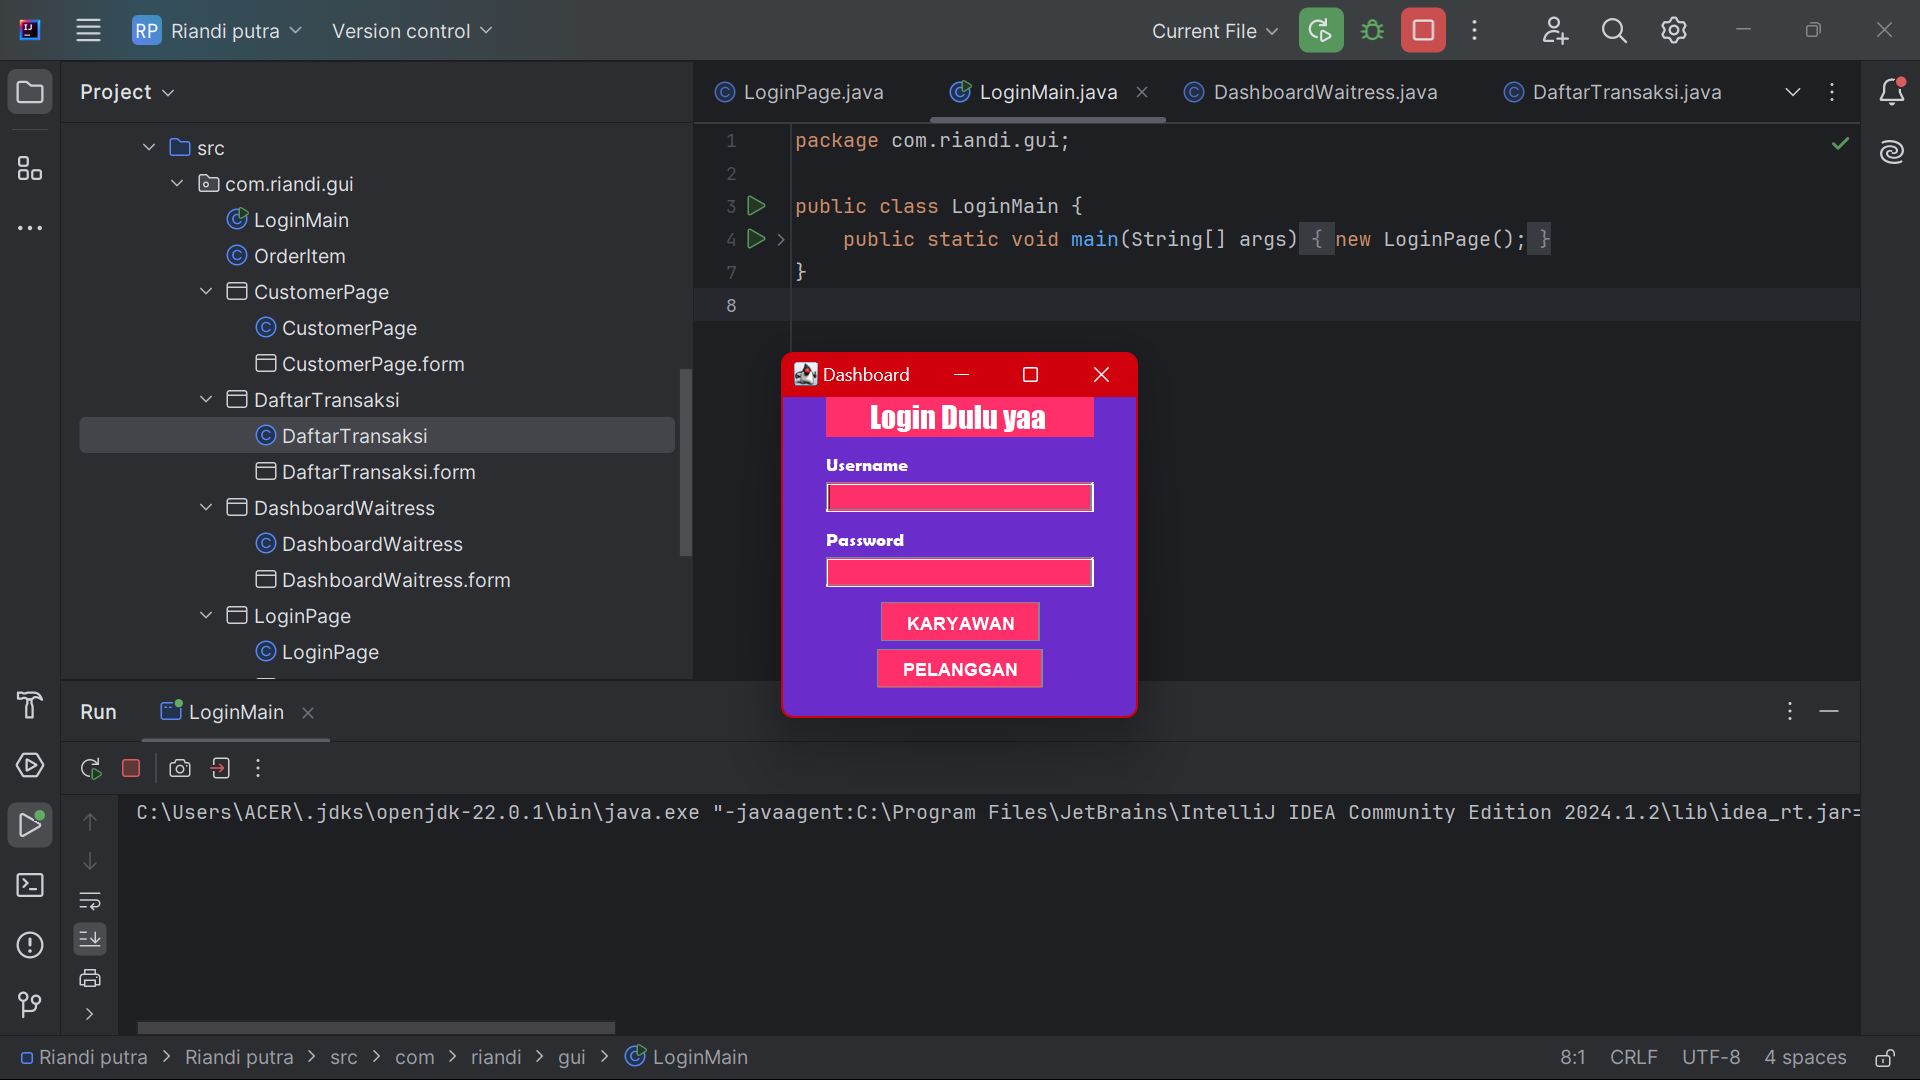 RP Riandi putra Version control Current File
Project
LoginPage.java LoginMain.java DashboardWaitress.java DaftarTransaksi.java
src
com.riandi.gui
LoginMain
OrderItem
CustomerPage
CustomerPage
CustomerPage.form
DaftarTransaksi
DaftarTransaksi
DaftarTransaksi.form
DashboardWaitress
DashboardWaitress
DashboardWaitress.form
LoginPage
LoginPage
1 package com.riandi.gui;
2
3 public class LoginMain {
4 public static void main(String[] args) { new LoginPage(); }
7 }
8
Dashboard
Login Dulu yaa
Username
Password
KARYAWAN
PELANGGAN
Run LoginMain
C:\Users\ACER\.jdks\openjdk-22.0.1\bin\java.exe "-javaagent:C:\Program Files\JetBrains\IntelliJ IDEA Community Edition 2024.1.2\lib\idea_rt.jar=
Riandi putra > Riandi putra > src > com > riandi > gui > LoginMain 8:1 CRLF UTF-8 4 spaces